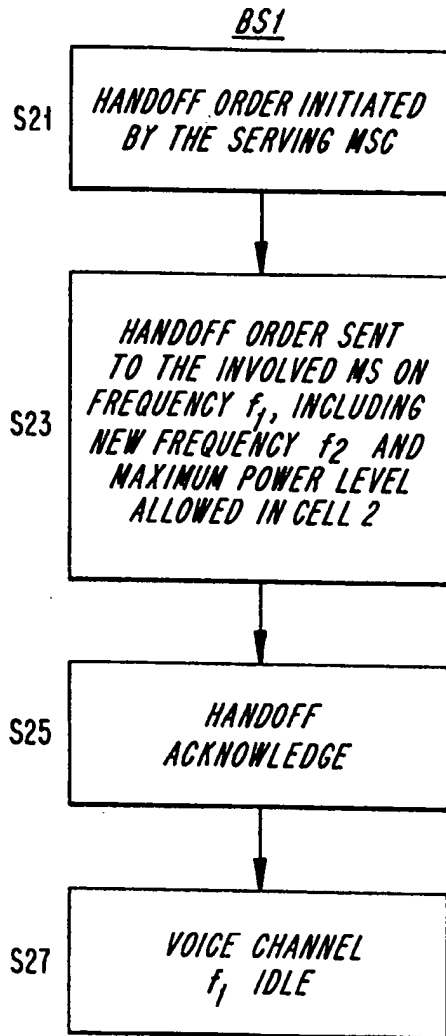 BS1
S21
HANDOFF ORDER INITIATED
BY THE SERVING MSC
S23
HANDOFF ORDER SENT
TO THE INVOLVED MS ON
FREQUENCY f1, INCLUDING
NEW FREQUENCY f2 AND
MAXIMUM POWER LEVEL
ALLOWED IN CELL 2
S25
HANDOFF
ACKNOWLEDGE
S27
VOICE CHANNEL
f1 IDLE